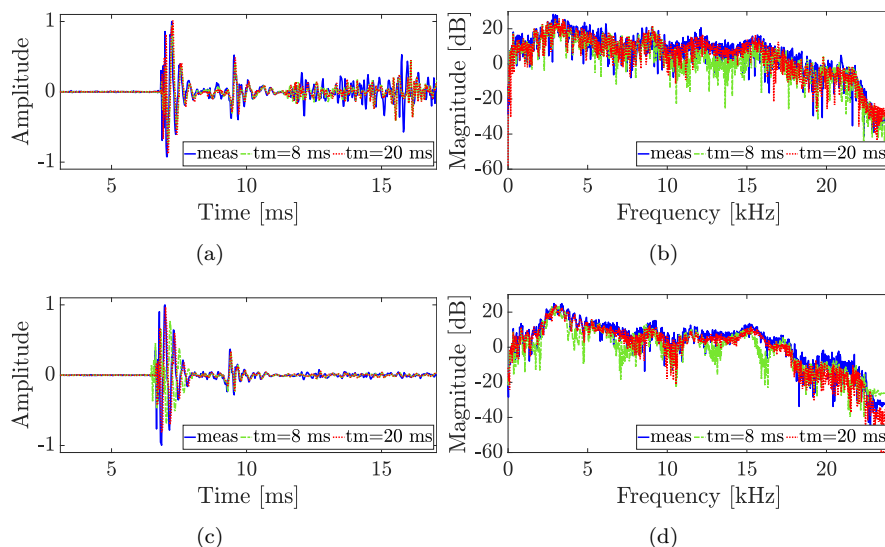 1
0
-1
Amplitude
meas tm=8 ms tm=20 ms
5 10 15
Time [ms]
(a)
20
0
-20
-40
-60
Magnitude [dB]
meas tm=8 ms tm=20 ms
0 5 10 15 20
Frequency [kHz]
(b)
1
0
-1
Amplitude
meas tm=8 ms tm=20 ms
5 10 15
Time [ms]
(c)
20
0
-20
-40
-60
Magnitude [dB]
meas tm=8 ms tm=20 ms
0 5 10 15 20
Frequency [kHz]
(d)